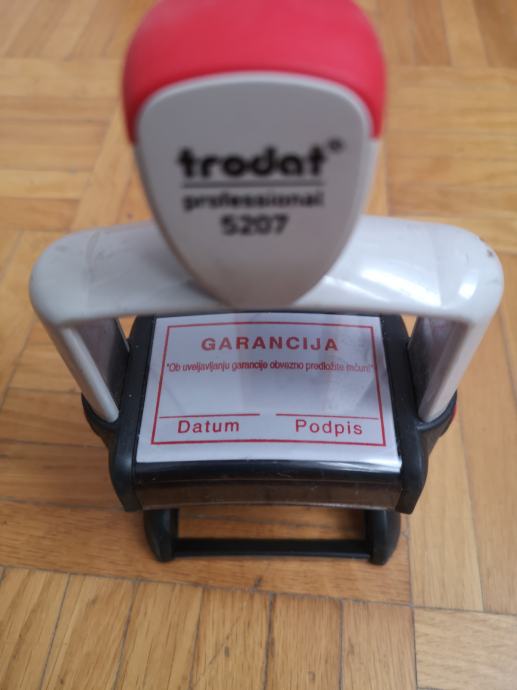 trodat®
professional
5207
GARANCIJA
"Ob uveljavljanju garancije obvezno predložite račun!"
Datum Podpis